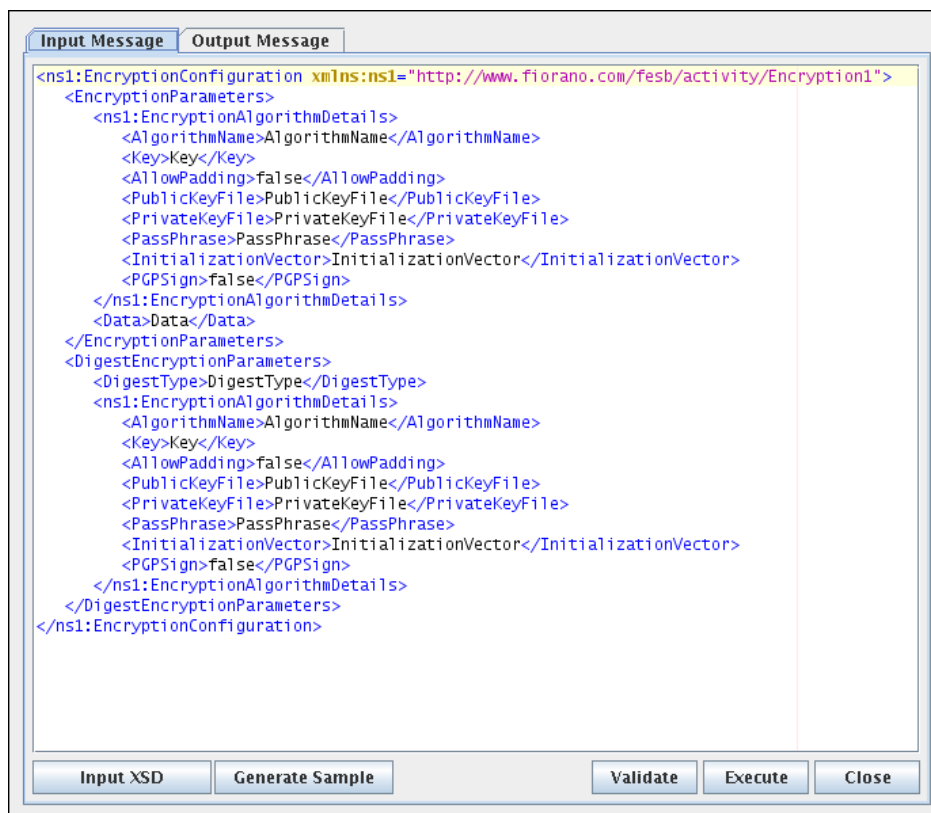 Input Message Output Message
<ns1:EncryptionConfiguration xmlns:ns1="http://www.fiorano.com/fesb/activity/Encryption1">
   <EncryptionParameters>
      <ns1:EncryptionAlgorithmDetails>
         <AlgorithmName>AlgorithmName</AlgorithmName>
         <Key>Key</Key>
         <AllowPadding>false</AllowPadding>
         <PublicKeyFile>PublicKeyFile</PublicKeyFile>
         <PrivateKeyFile>PrivateKeyFile</PrivateKeyFile>
         <PassPhrase>PassPhrase</PassPhrase>
         <InitializationVector>InitializationVector</InitializationVector>
         <PGPSign>false</PGPSign>
      </ns1:EncryptionAlgorithmDetails>
      <Data>Data</Data>
   </EncryptionParameters>
   <DigestEncryptionParameters>
      <DigestType>DigestType</DigestType>
      <ns1:EncryptionAlgorithmDetails>
         <AlgorithmName>AlgorithmName</AlgorithmName>
         <Key>Key</Key>
         <AllowPadding>false</AllowPadding>
         <PublicKeyFile>PublicKeyFile</PublicKeyFile>
         <PrivateKeyFile>PrivateKeyFile</PrivateKeyFile>
         <PassPhrase>PassPhrase</PassPhrase>
         <InitializationVector>InitializationVector</InitializationVector>
         <PGPSign>false</PGPSign>
      </ns1:EncryptionAlgorithmDetails>
   </DigestEncryptionParameters>
</ns1:EncryptionConfiguration>
Input XSD Generate Sample Validate Execute Close